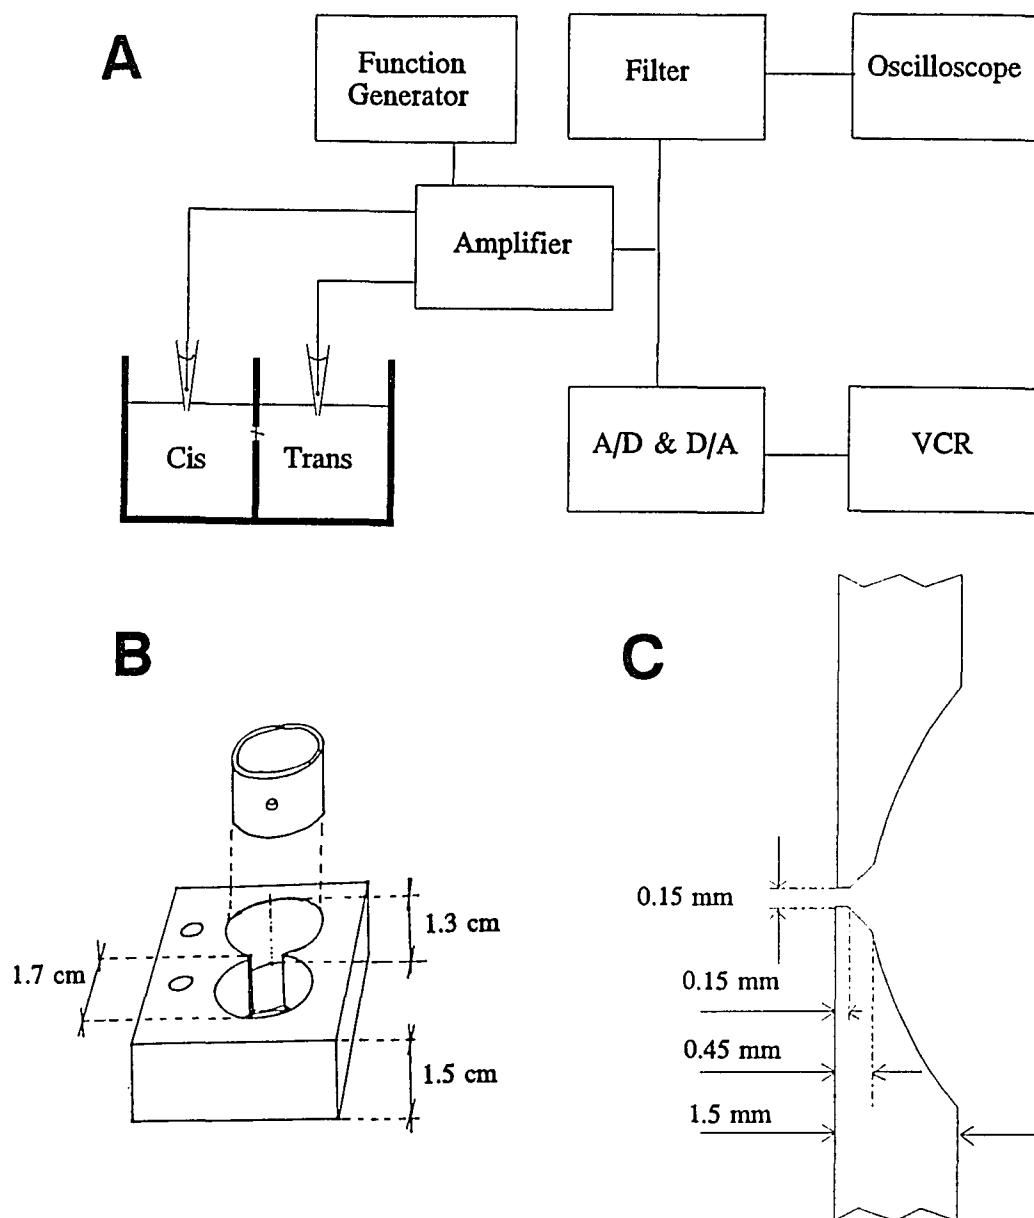 A
Function
Generator
Filter
Oscilloscope
Amplifier
Cis
Trans
A/D & D/A
VCR
B
1.3 cm
1.7 cm
1.5 cm
C
0.15 mm
0.15 mm
0.45 mm
1.5 mm